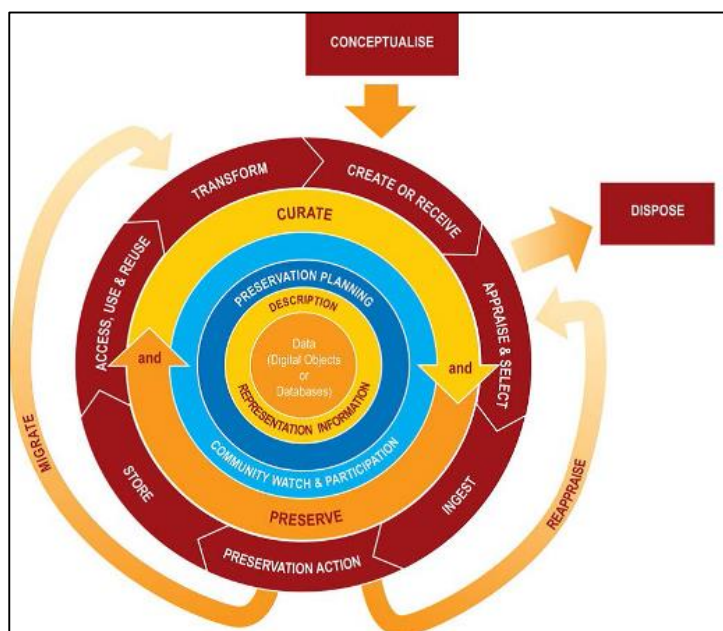 CONCEPTUALISE
TRANSFORM
CREATE OR RECEIVE
DISPOSE
CURATE
ACCESS, USE & REUSE
APPRAISE & SELECT
PRESERVATION PLANNING
DESCRIPTION
and
Data
(Digital Objects
or
Databases)
and
REPRESENTATION INFORMATION
COMMUNITY WATCH & PARTICIPATION
MIGRATE
STORE
PRESERVE
INGEST
REAPPRAISE
PRESERVATION ACTION